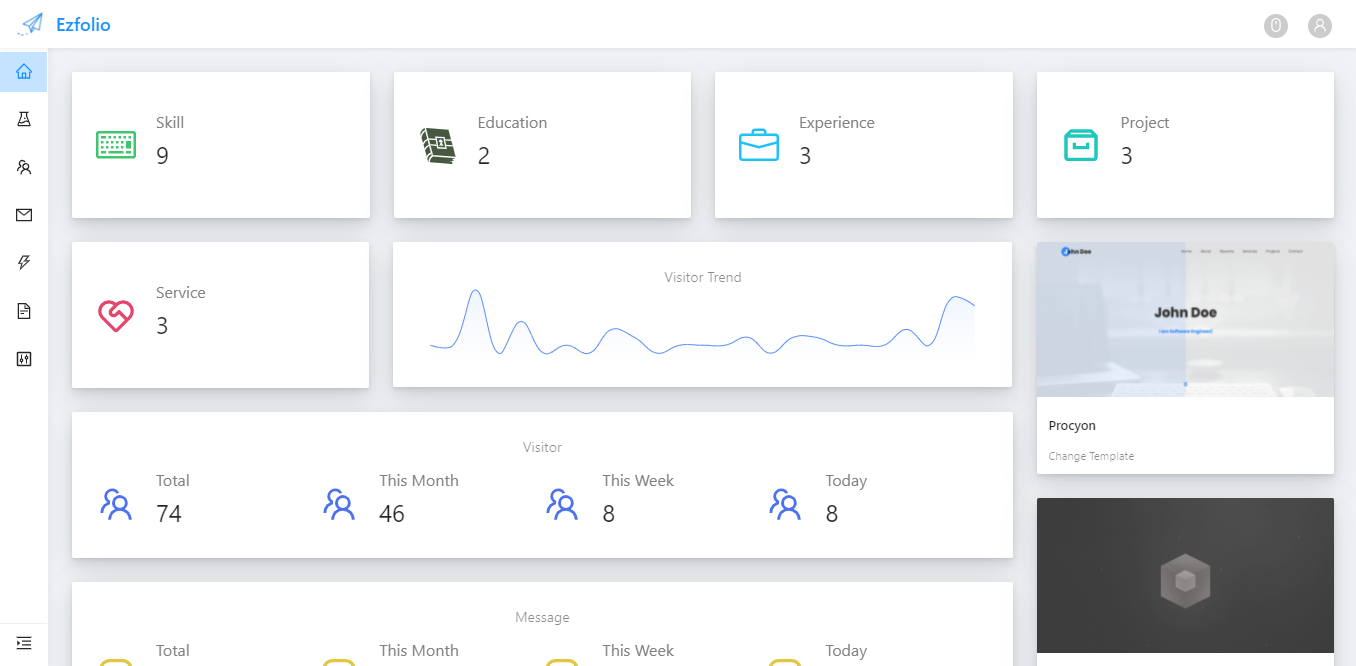 Ezfolio
Skill
9
Education
2
Experience
3
Project
3
Service
3
Visitor Trend
John Doe
Home About Resume Services Projects Contact
John Doe
I am Software Engineer|
Procyon
Change Template
Visitor
Total
74
This Month
46
This Week
8
Today
8
Message
Total
This Month
This Week
Today